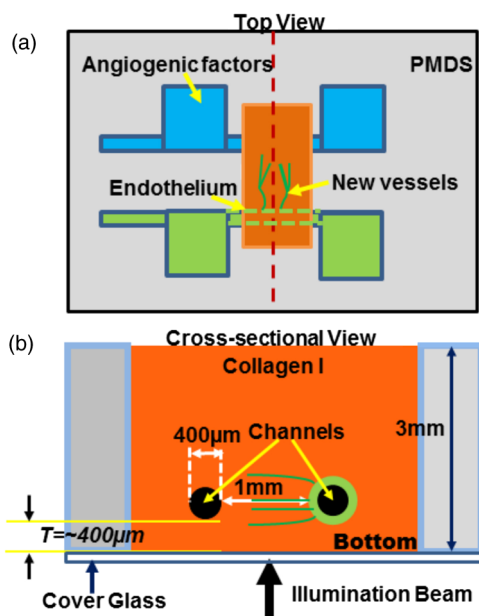 Top View
(a)
Angiogenic factors
PMDS
Endothelium
New vessels
(b)
Cross-sectional View
Collagen I
400μm
Channels
3mm
1mm
T=~400μm
Bottom
Cover Glass
Illumination Beam